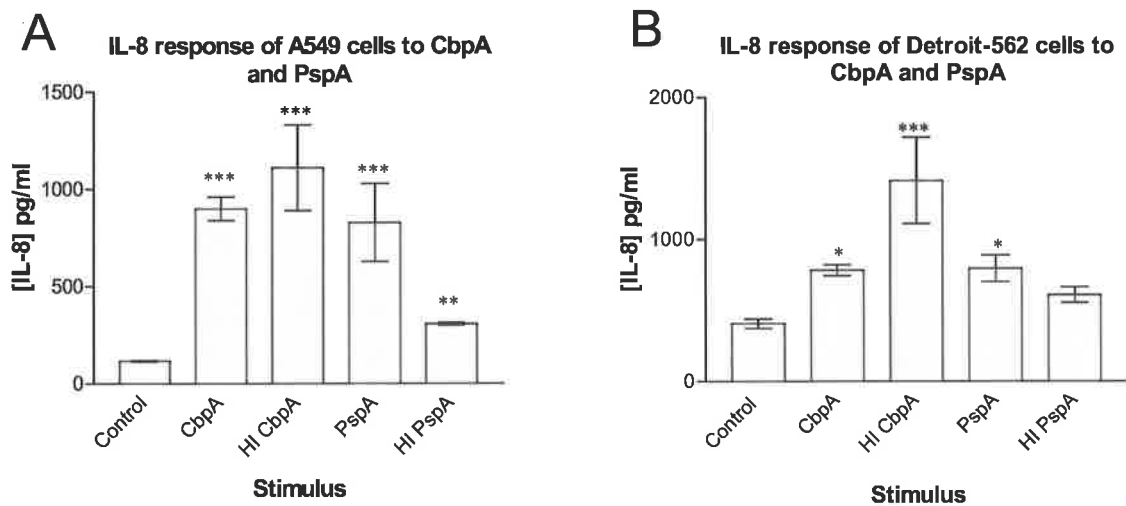 A
IL-8 response of A549 cells to CbpA
and PspA
[IL-8] pg/ml
1500
1000
500
0
***
***
***
**
Control
CbpA
HI CbpA
PspA
HI PspA
Stimulus
B
IL-8 response of Detroit-562 cells to
CbpA and PspA
[IL-8] pg/ml
2000
1000
0
*
***
*
Control
CbpA
HI CbpA
PspA
HI PspA
Stimulus